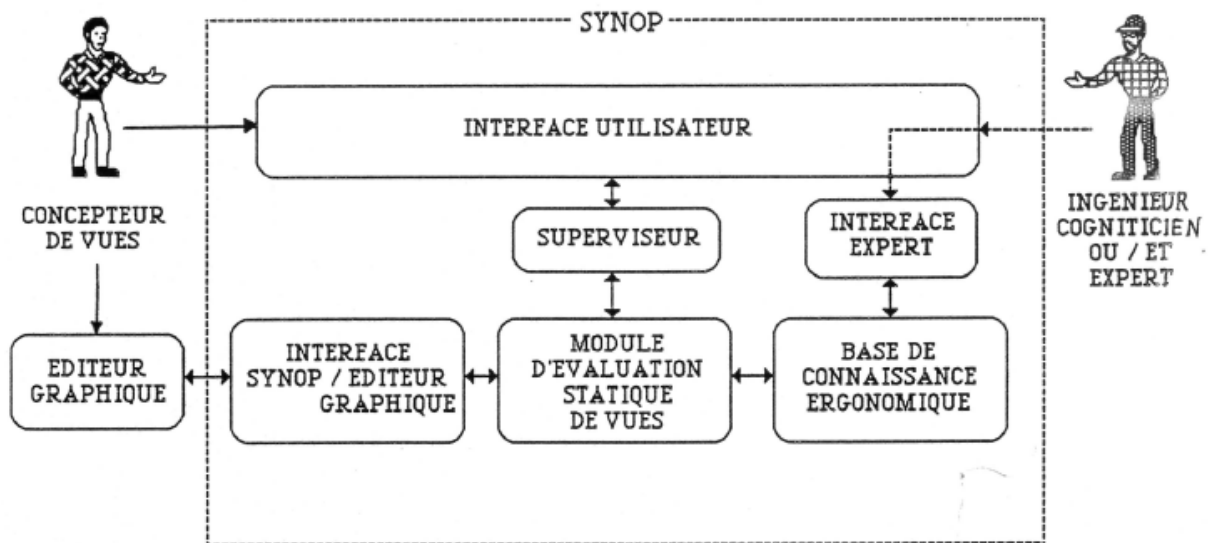 SYNOP
INTERFACE UTILISATEUR
CONCEPTEUR
DE VUES
SUPERVISEUR
INTERFACE
EXPERT
INGENIEUR
COGNITICIEN
OU / ET
EXPERT
EDITEUR
GRAPHIQUE
INTERFACE
SYNOP / EDITEUR
GRAPHIQUE
MODULE
D'EVALUATION
STATIQUE
DE VUES
BASE DE
CONNAISSANCE
ERGONOMIQUE